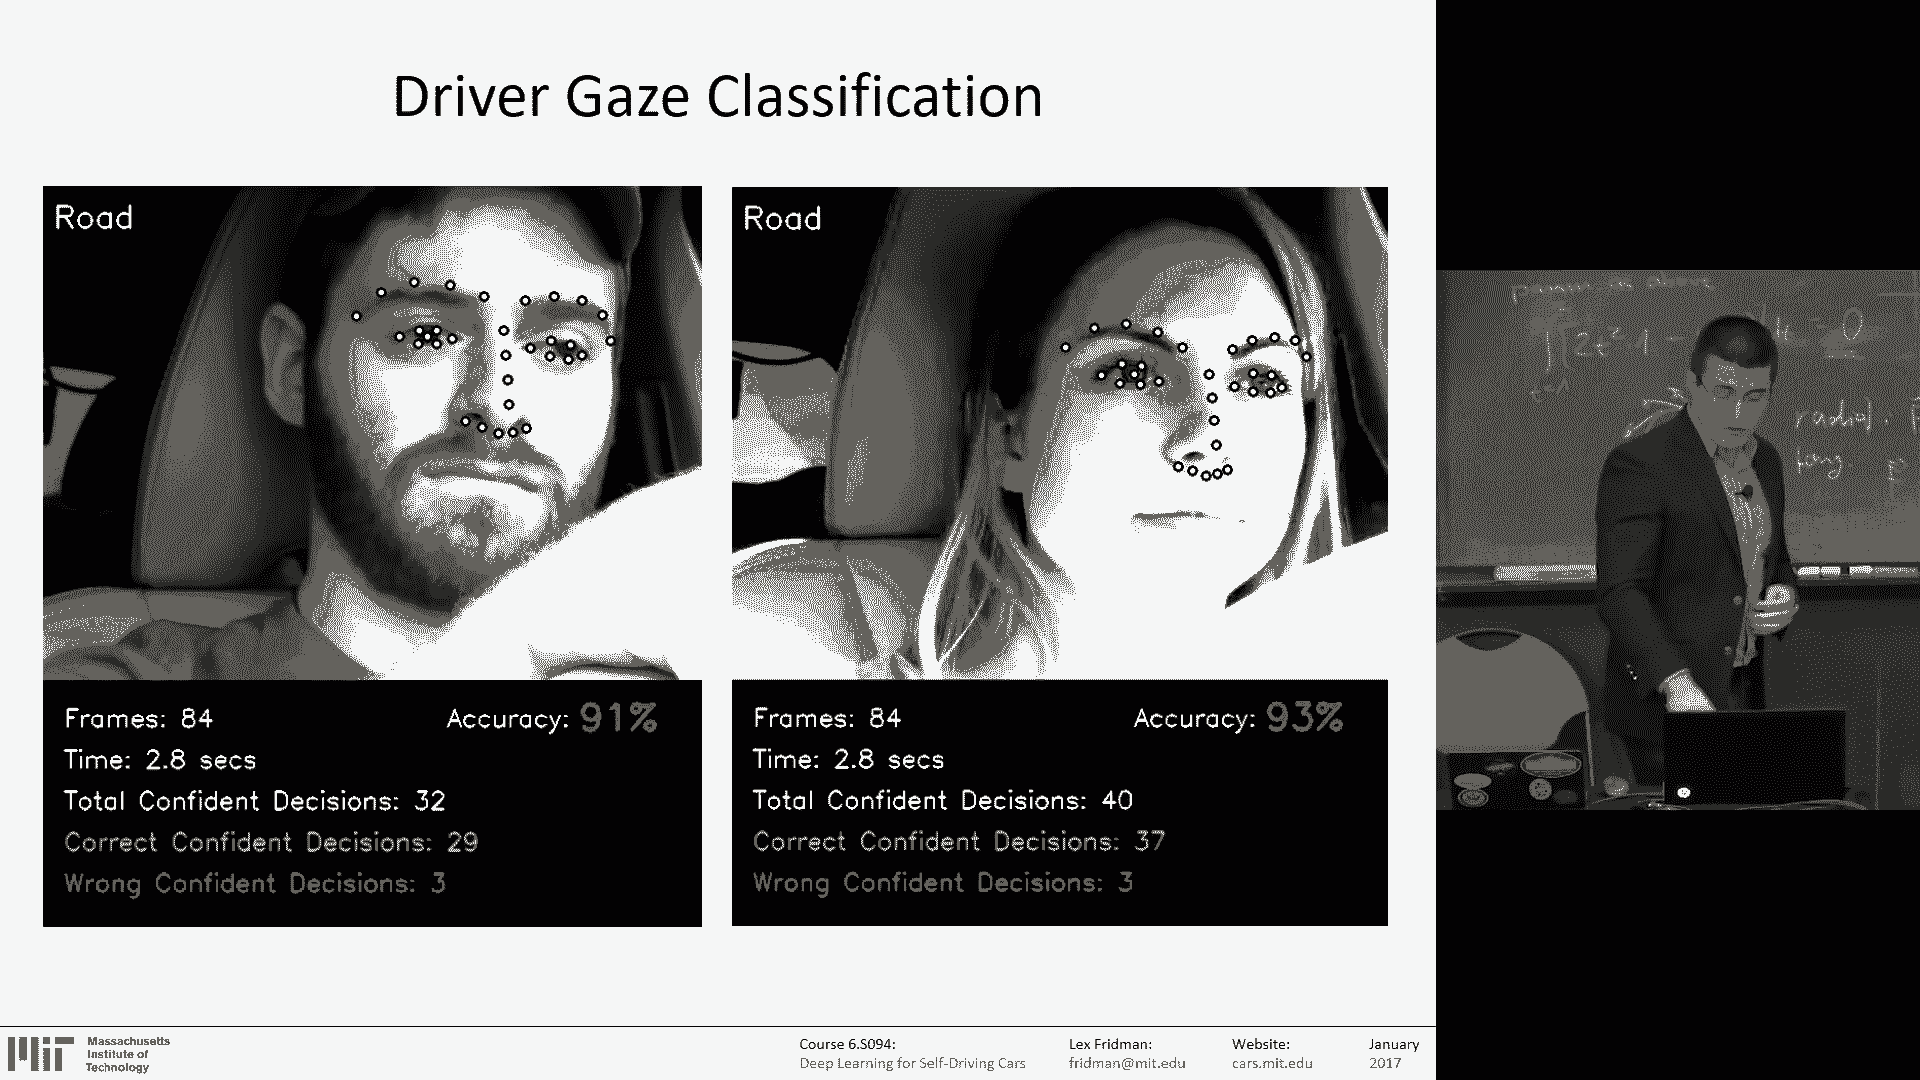 Driver Gaze Classification
Road
Frames: 84
Accuracy: 91%
Time: 2.8 secs
Total Confident Decisions: 32
Correct Confident Decisions: 29
Wrong Confident Decisions: 3
Road
Frames: 84
Accuracy: 93%
Time: 2.8 secs
Total Confident Decisions: 40
Correct Confident Decisions: 37
Wrong Confident Decisions: 3
radial.
MIT
Massachusetts
Institute of
Technology
Course 6.S094:
Deep Learning for Self-Driving Cars
Lex Fridman:
fridman@mit.edu
Website:
cars.mit.edu
January
2017